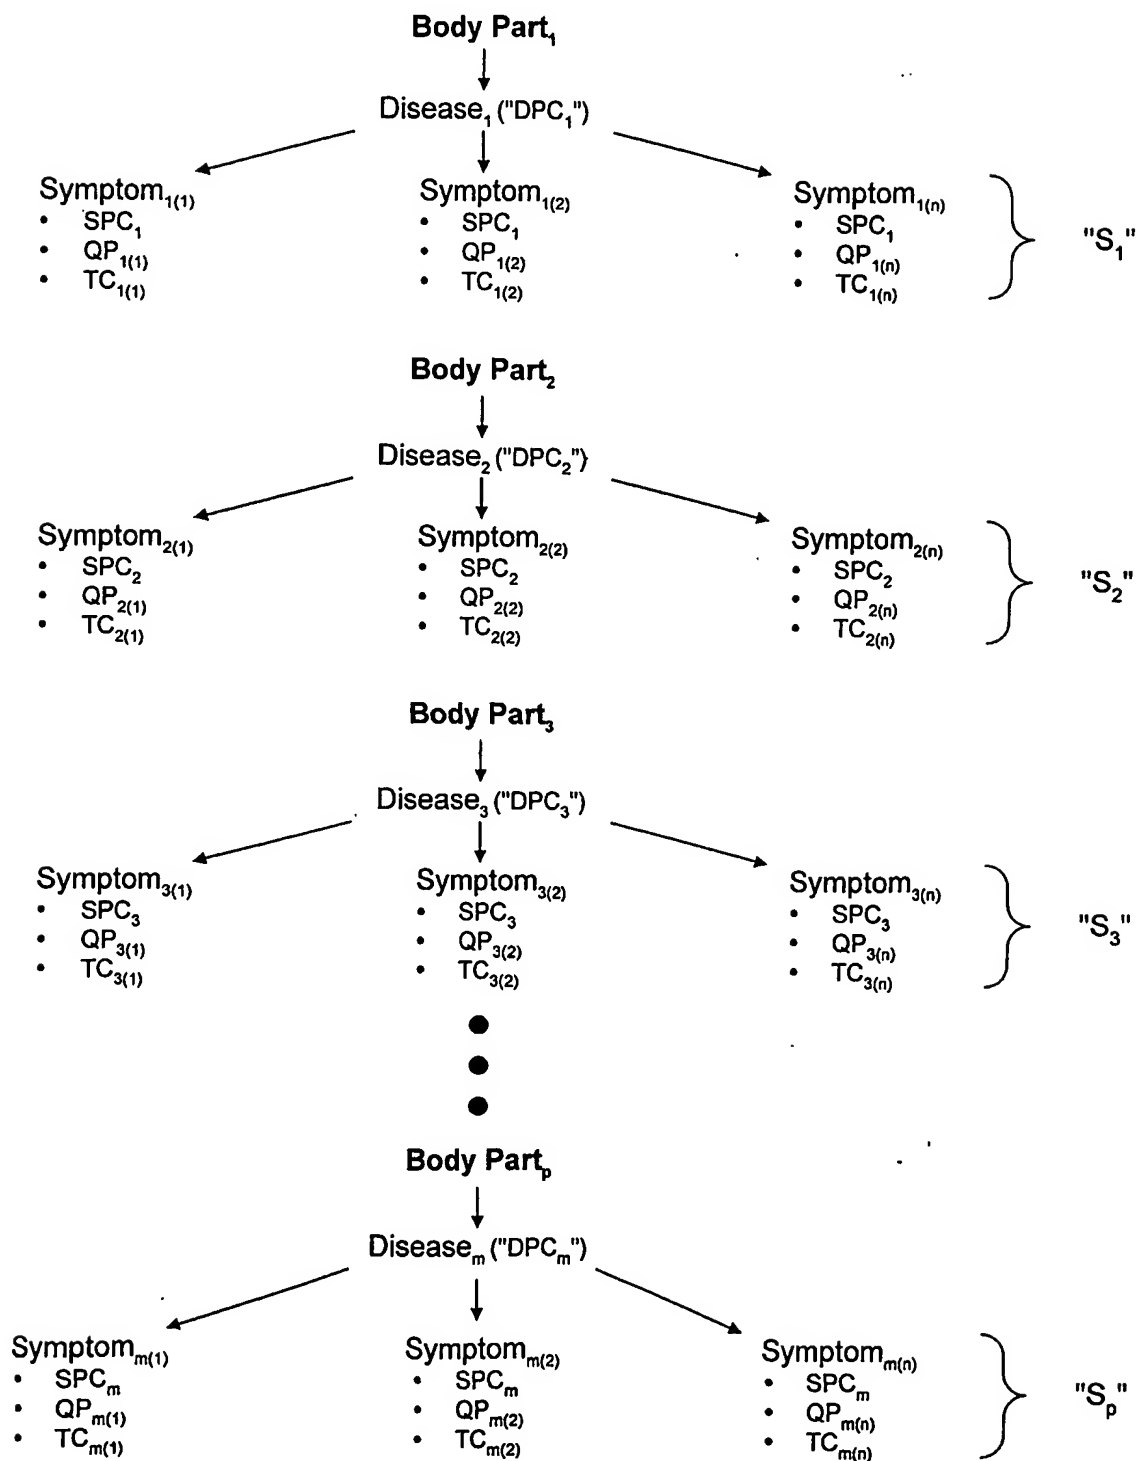 Body Part₁
Disease₁ ("DPC₁")
Symptom₁₍₁₎ Symptom₁₍₂₎ Symptom₁₍ₙ₎
• SPC₁ • SPC₁ • SPC₁ "S₁"
• QP₁₍₁₎ • QP₁₍₂₎ • QP₁₍ₙ₎
• TC₁₍₁₎ • TC₁₍₂₎ • TC₁₍ₙ₎
Body Part₂
Disease₂ ("DPC₂")
Symptom₂₍₁₎ Symptom₂₍₂₎ Symptom₂₍ₙ₎
• SPC₂ • SPC₂ • SPC₂ "S₂"
• QP₂₍₁₎ • QP₂₍₂₎ • QP₂₍ₙ₎
• TC₂₍₁₎ • TC₂₍₂₎ • TC₂₍ₙ₎
Body Part₃
Disease₃ ("DPC₃")
Symptom₃₍₁₎ Symptom₃₍₂₎ Symptom₃₍ₙ₎
• SPC₃ • SPC₃ • SPC₃ "S₃"
• QP₃₍₁₎ • QP₃₍₂₎ • QP₃₍ₙ₎
• TC₃₍₁₎ • TC₃₍₂₎ • TC₃₍ₙ₎
Body Partₚ
Diseaseₘ ("DPCₘ")
Symptomₘ₍₁₎ Symptomₘ₍₂₎ Symptomₘ₍ₙ₎
• SPCₘ • SPCₘ • SPCₘ "Sₚ"
• QPₘ₍₁₎ • QPₘ₍₂₎ • QPₘ₍ₙ₎
• TCₘ₍₁₎ • TCₘ₍₂₎ • TCₘ₍ₙ₎